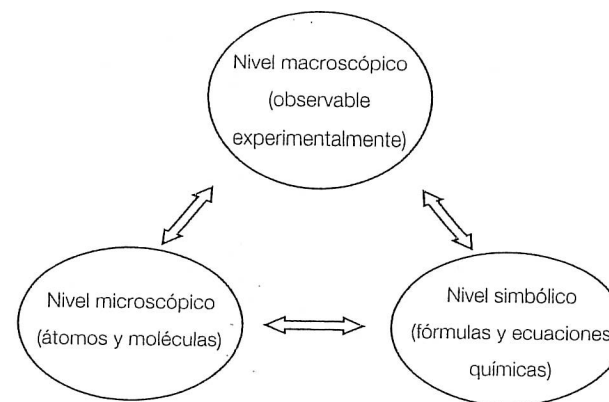 Nivel macroscópico
(observable
experimentalmente)
Nivel microscópico
(átomos y moléculas)
Nivel simbólico
(fórmulas y ecuaciones
químicas)